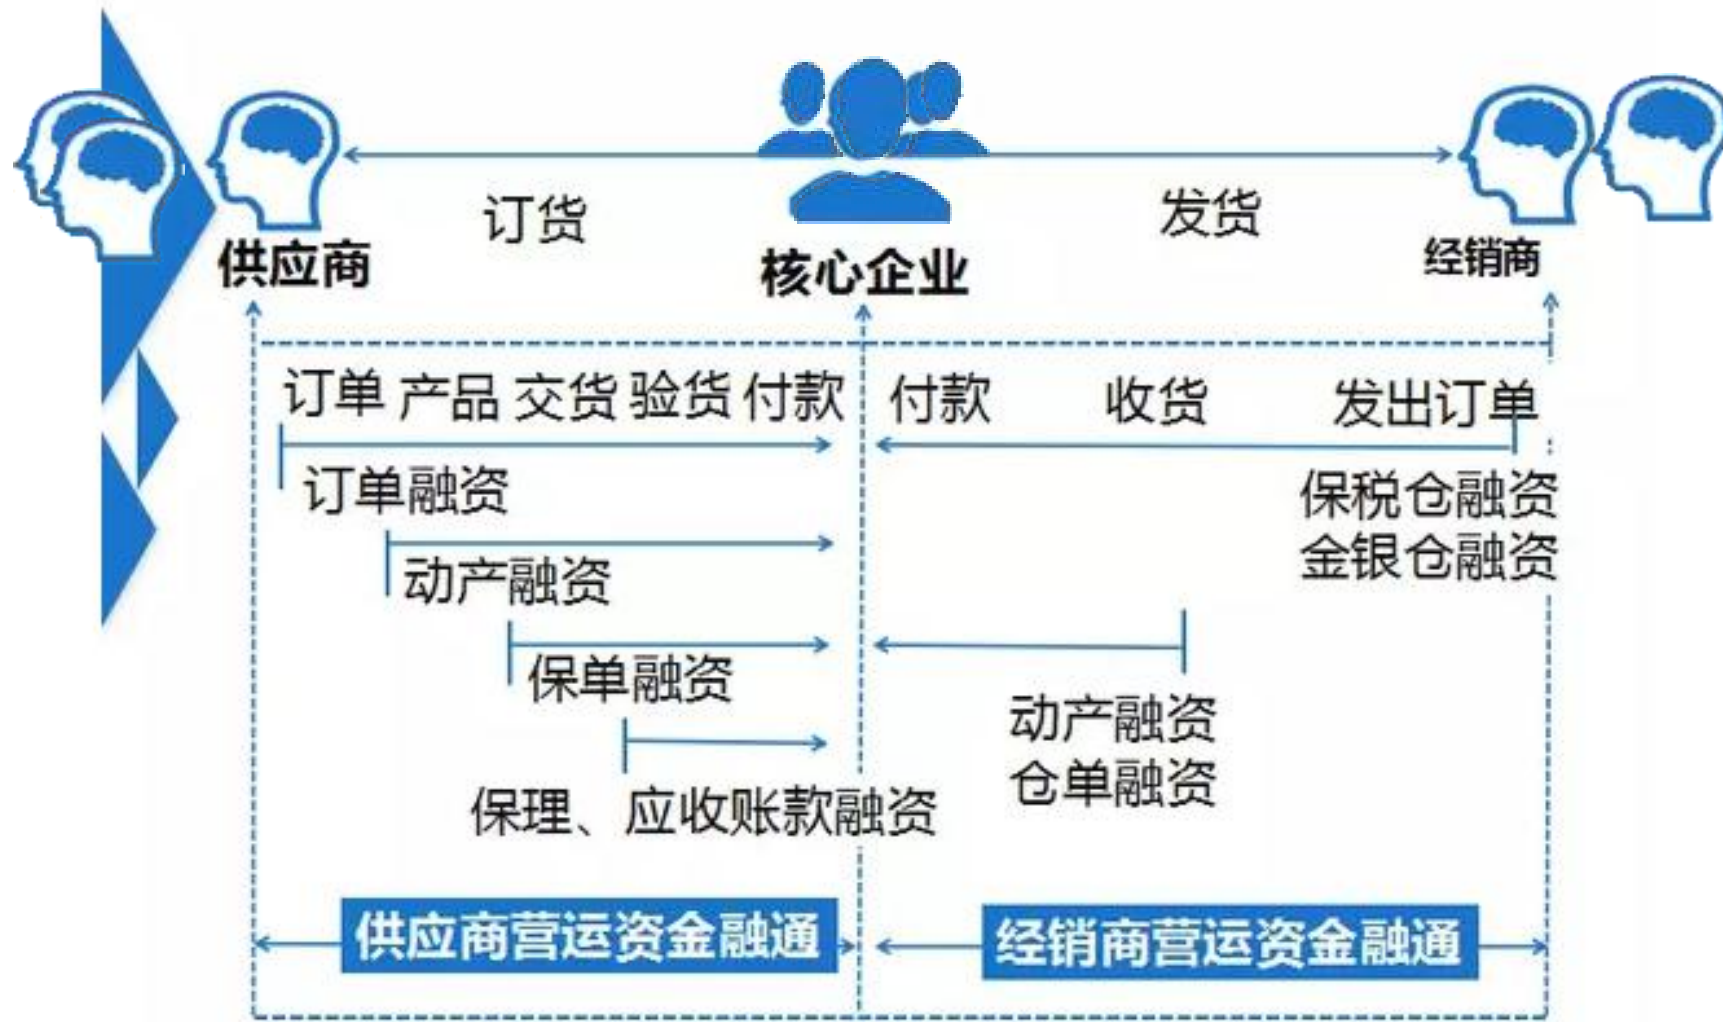 订货
发货
供应商
核心企业
经销商
订单 产品 交货 验货 付款
付款 收货 发出订单
订单融资
保税仓融资
金银仓融资
动产融资
保单融资
动产融资
仓单融资
保理、应收账款融资
供应商营运资金融通
经销商营运资金融通